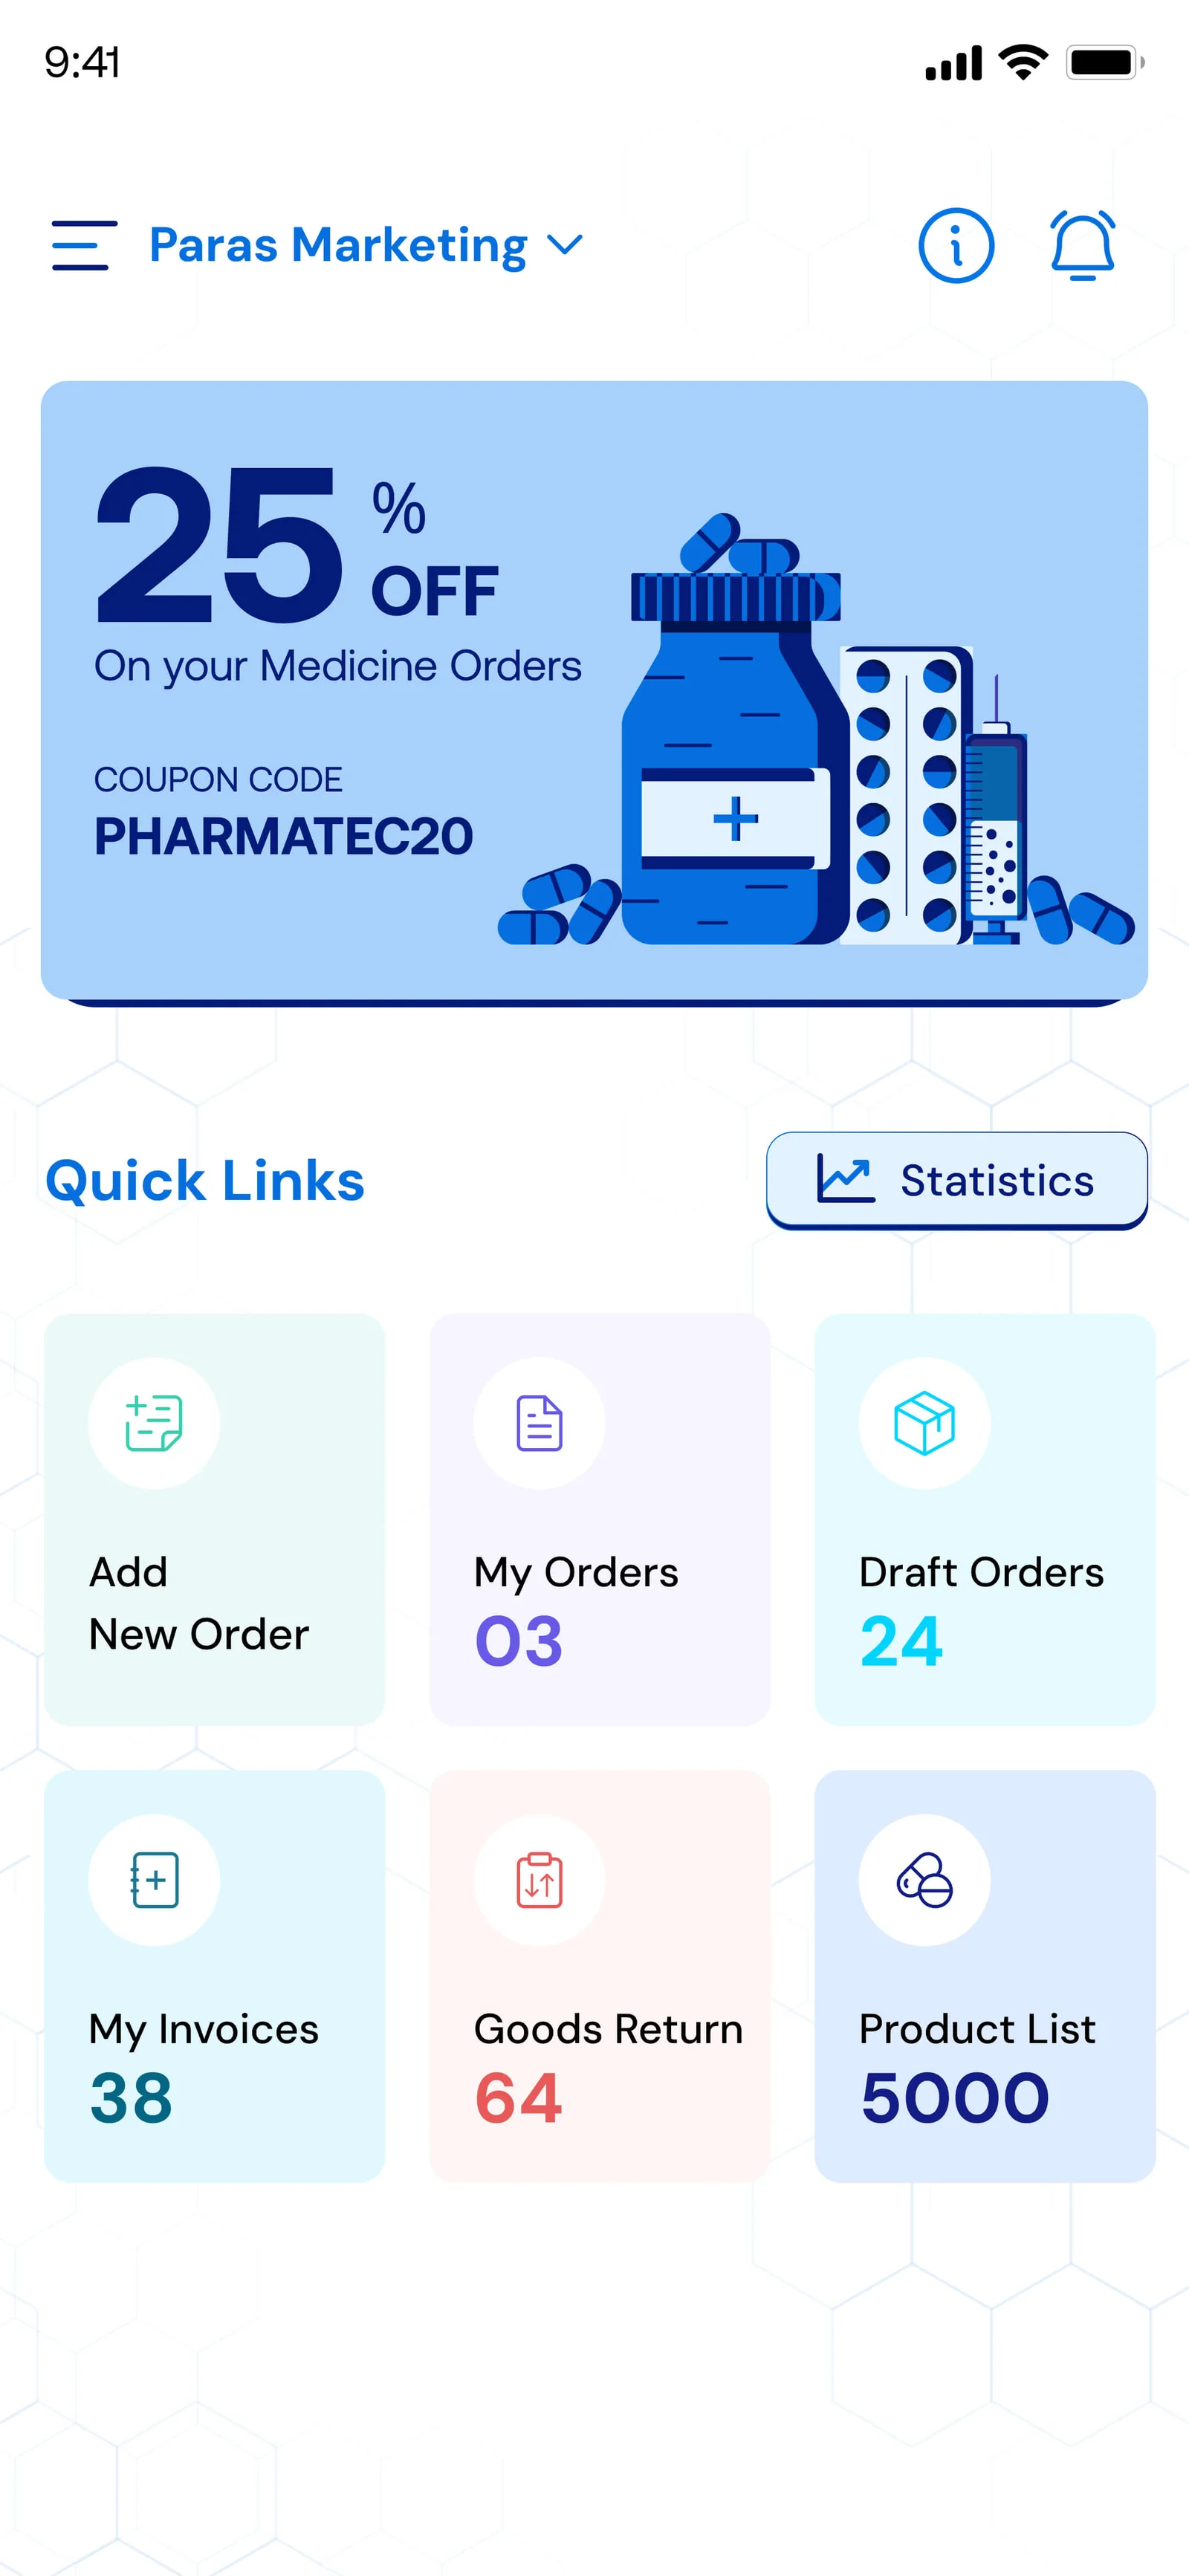 9:41
Paras Marketing
25 %
OFF
On your Medicine Orders
COUPON CODE
PHARMATEC20
Quick Links
Statistics
Add
New Order
My Orders
03
Draft Orders
24
My Invoices
38
Goods Return
64
Product List
5000